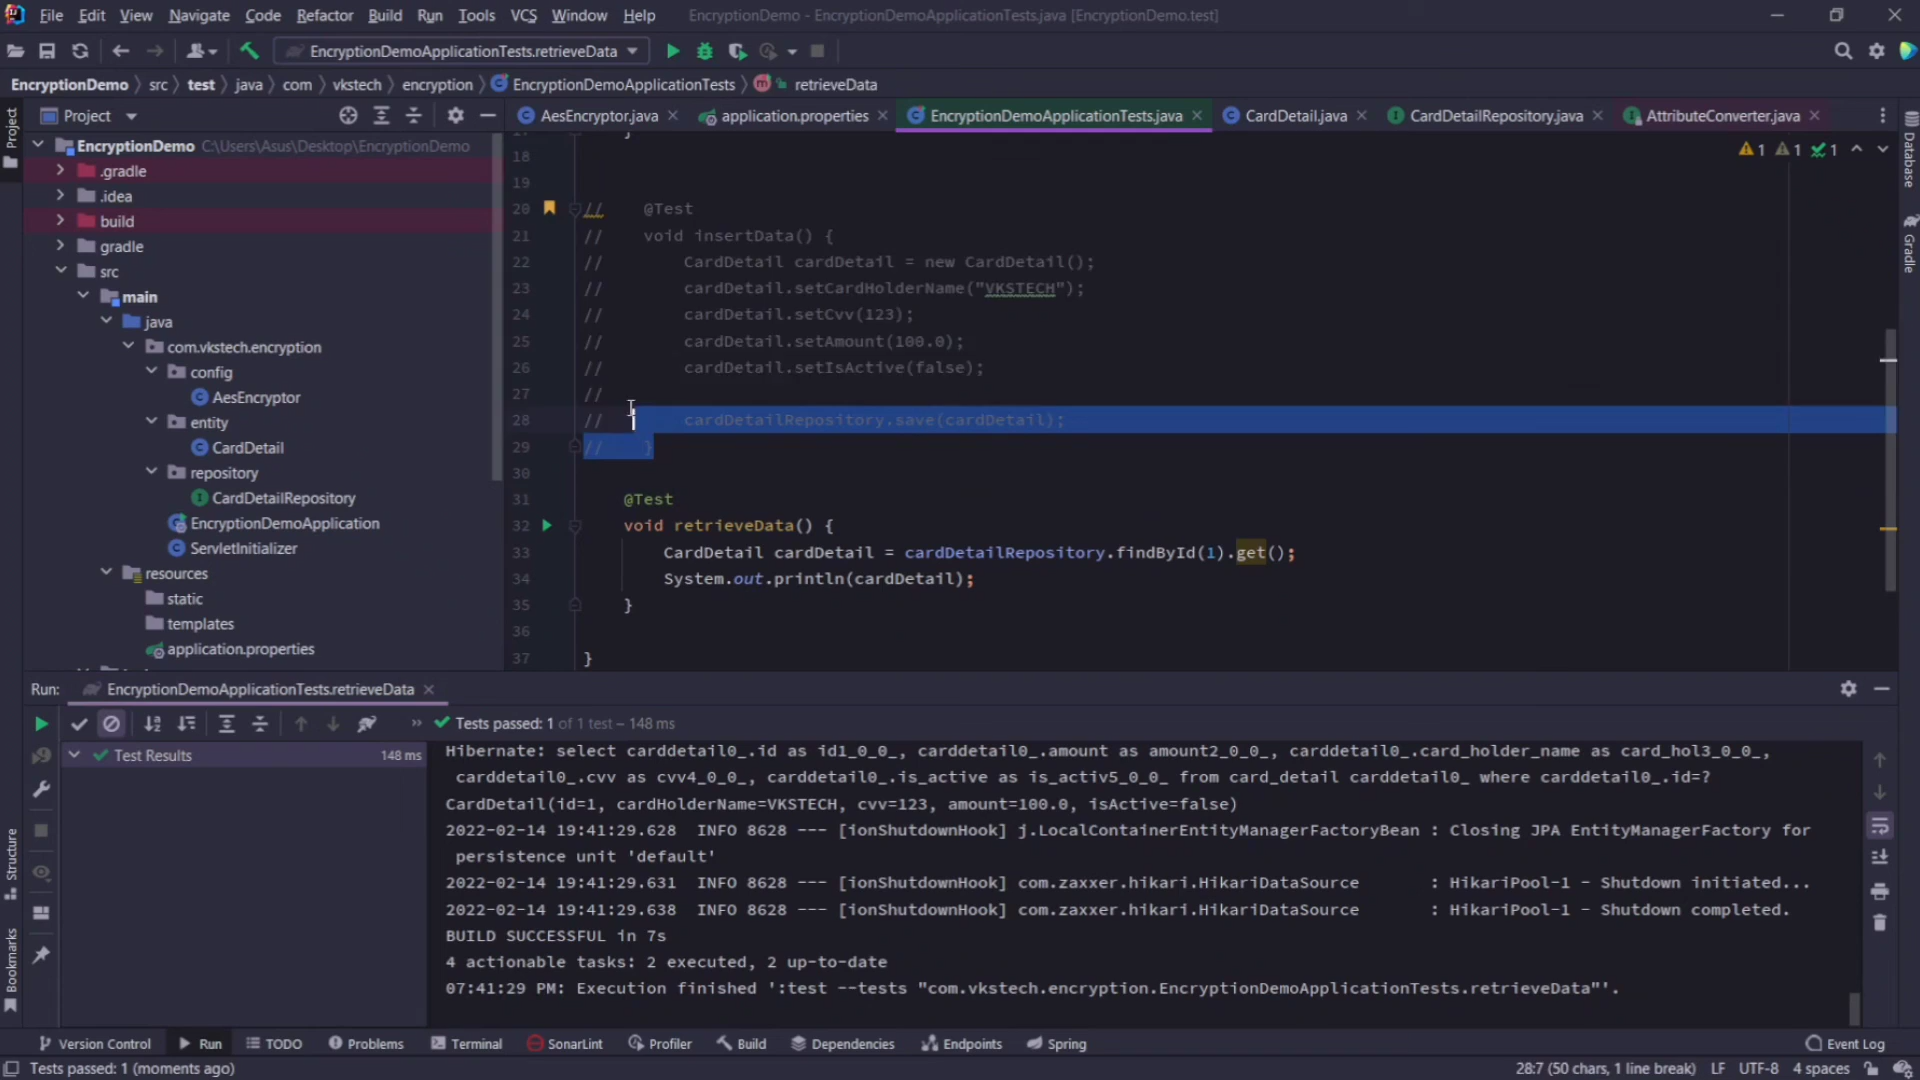 File Edit View Navigate Code Refactor Build Run Tools VCS Window Help EncryptionDemo - EncryptionDemoApplicationTests.java [EncryptionDemo.test]
EncryptionDemoApplicationTests.retrieveData
EncryptionDemo src test java com vkstech encryption EncryptionDemoApplicationTests retrieveData
Project
Project
AesEncryptor.java application.properties EncryptionDemoApplicationTests.java CardDetail.java CardDetailRepository.java AttributeConverter.java
Database
Gradle
EncryptionDemo C:\Users\Asus\Desktop\EncryptionDemo
.gradle
.idea
build
gradle
src
main
java
com.vkstech.encryption
config
AesEncryptor
entity
CardDetail
repository
CardDetailRepository
EncryptionDemoApplication
ServletInitializer
resources
static
templates
application.properties
1 1 1
}
18
19
20 // @Test
21 // void insertData() {
22 // CardDetail cardDetail = new CardDetail();
23 // cardDetail.setCardHolderName("VKSTECH");
24 // cardDetail.setCvv(123);
25 // cardDetail.setAmount(100.0);
26 // cardDetail.setIsActive(false);
27 //
28 // cardDetailRepository.save(cardDetail);
29 // }
30
31 @Test
32 void retrieveData() {
33 CardDetail cardDetail = cardDetailRepository.findById(1).get();
34 System.out.println(cardDetail);
35 }
36
37 }
Run: EncryptionDemoApplicationTests.retrieveData
Tests passed: 1 of 1 test – 148 ms
Test Results 148 ms
Hibernate: select carddetail0_.id as id1_0_0_, carddetail0_.amount as amount2_0_0_, carddetail0_.card_holder_name as card_hol3_0_0_,
carddetail0_.cvv as cvv4_0_0_, carddetail0_.is_active as is_activ5_0_0_ from card_detail carddetail0_ where carddetail0_.id=?
CardDetail(id=1, cardHolderName=VKSTECH, cvv=123, amount=100.0, isActive=false)
2022-02-14 19:41:29.628 INFO 8628 --- [ionShutdownHook] j.LocalContainerEntityManagerFactoryBean : Closing JPA EntityManagerFactory for
persistence unit 'default'
2022-02-14 19:41:29.631 INFO 8628 --- [ionShutdownHook] com.zaxxer.hikari.HikariDataSource : HikariPool-1 - Shutdown initiated...
2022-02-14 19:41:29.638 INFO 8628 --- [ionShutdownHook] com.zaxxer.hikari.HikariDataSource : HikariPool-1 - Shutdown completed.
BUILD SUCCESSFUL in 7s
4 actionable tasks: 2 executed, 2 up-to-date
07:41:29 PM: Execution finished ':test --tests "com.vkstech.encryption.EncryptionDemoApplicationTests.retrieveData"'.
Structure
Bookmarks
Version Control Run TODO Problems Terminal SonarLint Profiler Build Dependencies Endpoints Spring Event Log
Tests passed: 1 (moments ago) 28:7 (50 chars, 1 line break) LF UTF-8 4 spaces